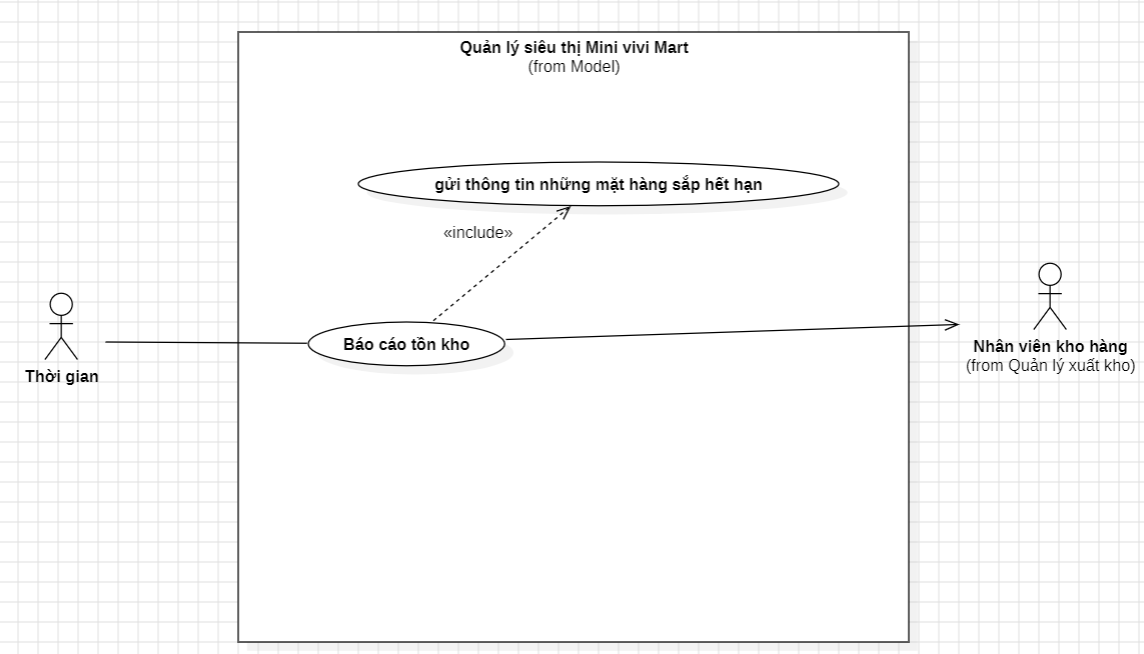 Quản lý siêu thị Mini vivi Mart
(from Model)
gửi thông tin những mặt hàng sắp hết hạn
«include»
Báo cáo tồn kho
Thời gian
Nhân viên kho hàng
(from Quản lý xuất kho)